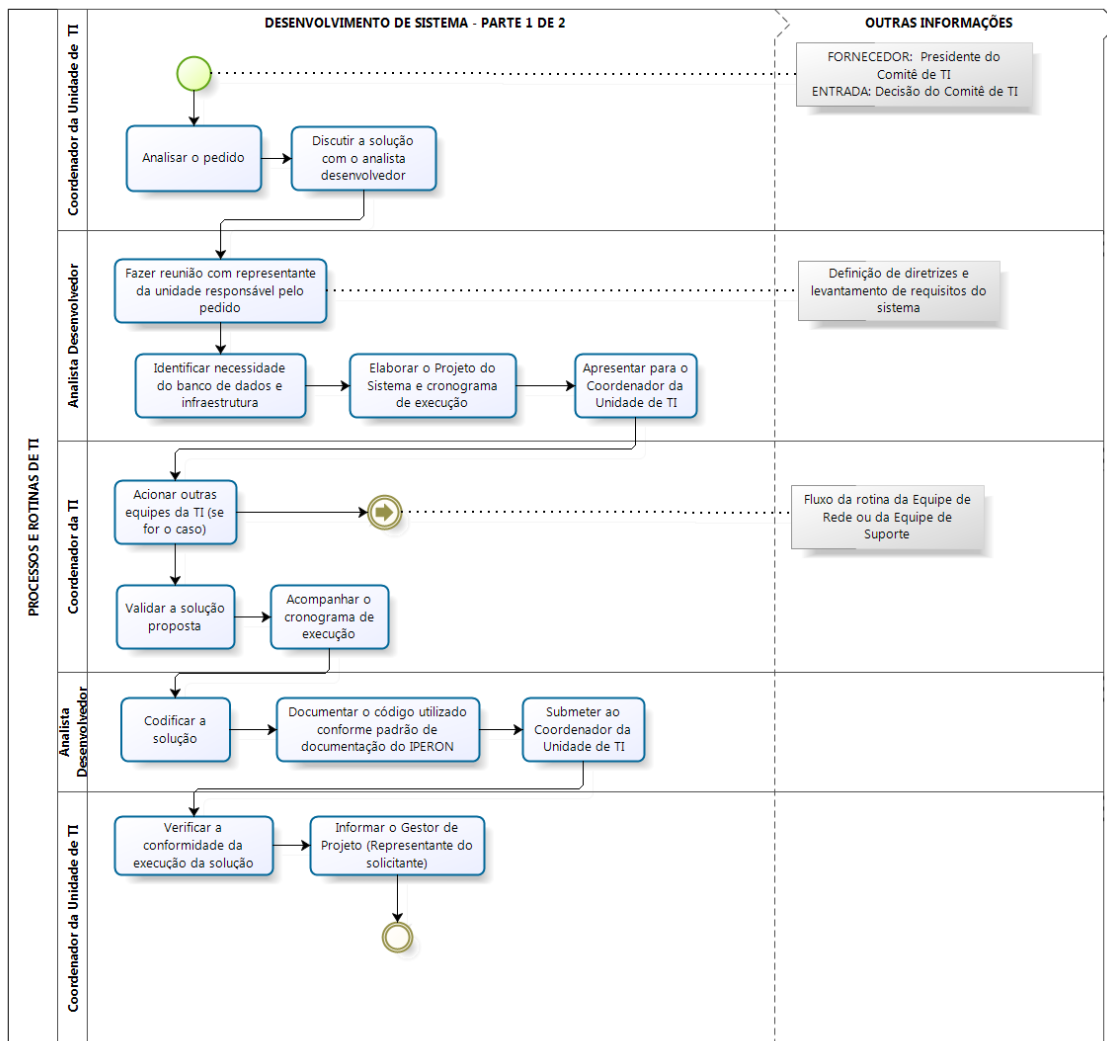 DESENVOLVIMENTO DE SISTEMA - PARTE 1 DE 2
OUTRAS INFORMAÇÕES
PROCESSOS E ROTINAS DE TI
Coordenador da Unidade de TI
FORNECEDOR: Presidente do
Comitê de TI
ENTRADA: Decisão do Comitê de TI
Analisar o pedido
Discutir a solução
com o analista
desenvolvedor
Analista Desenvolvedor
Fazer reunião com representante
da unidade responsável pelo
pedido
Definição de diretrizes e
levantamento de requisitos do
sistema
Identificar necessidade
do banco de dados e
infraestrutura
Elaborar o Projeto do
Sistema e cronograma
de execução
Apresentar para o
Coordenador da
Unidade de TI
Coordenador da TI
Acionar outras
equipes da TI (se
for o caso)
Fluxo da rotina da Equipe de
Rede ou da Equipe de
Suporte
Validar a solução
proposta
Acompanhar o
cronograma de
execução
Analista
Desenvolvedor
Codificar a
solução
Documentar o código utilizado
conforme padrão de
documentação do IPERON
Submeter ao
Coordenador da
Unidade de TI
Coordenador da Unidade de TI
Verificar a
conformidade da
execução da solução
Informar o Gestor de
Projeto (Representante do
solicitante)